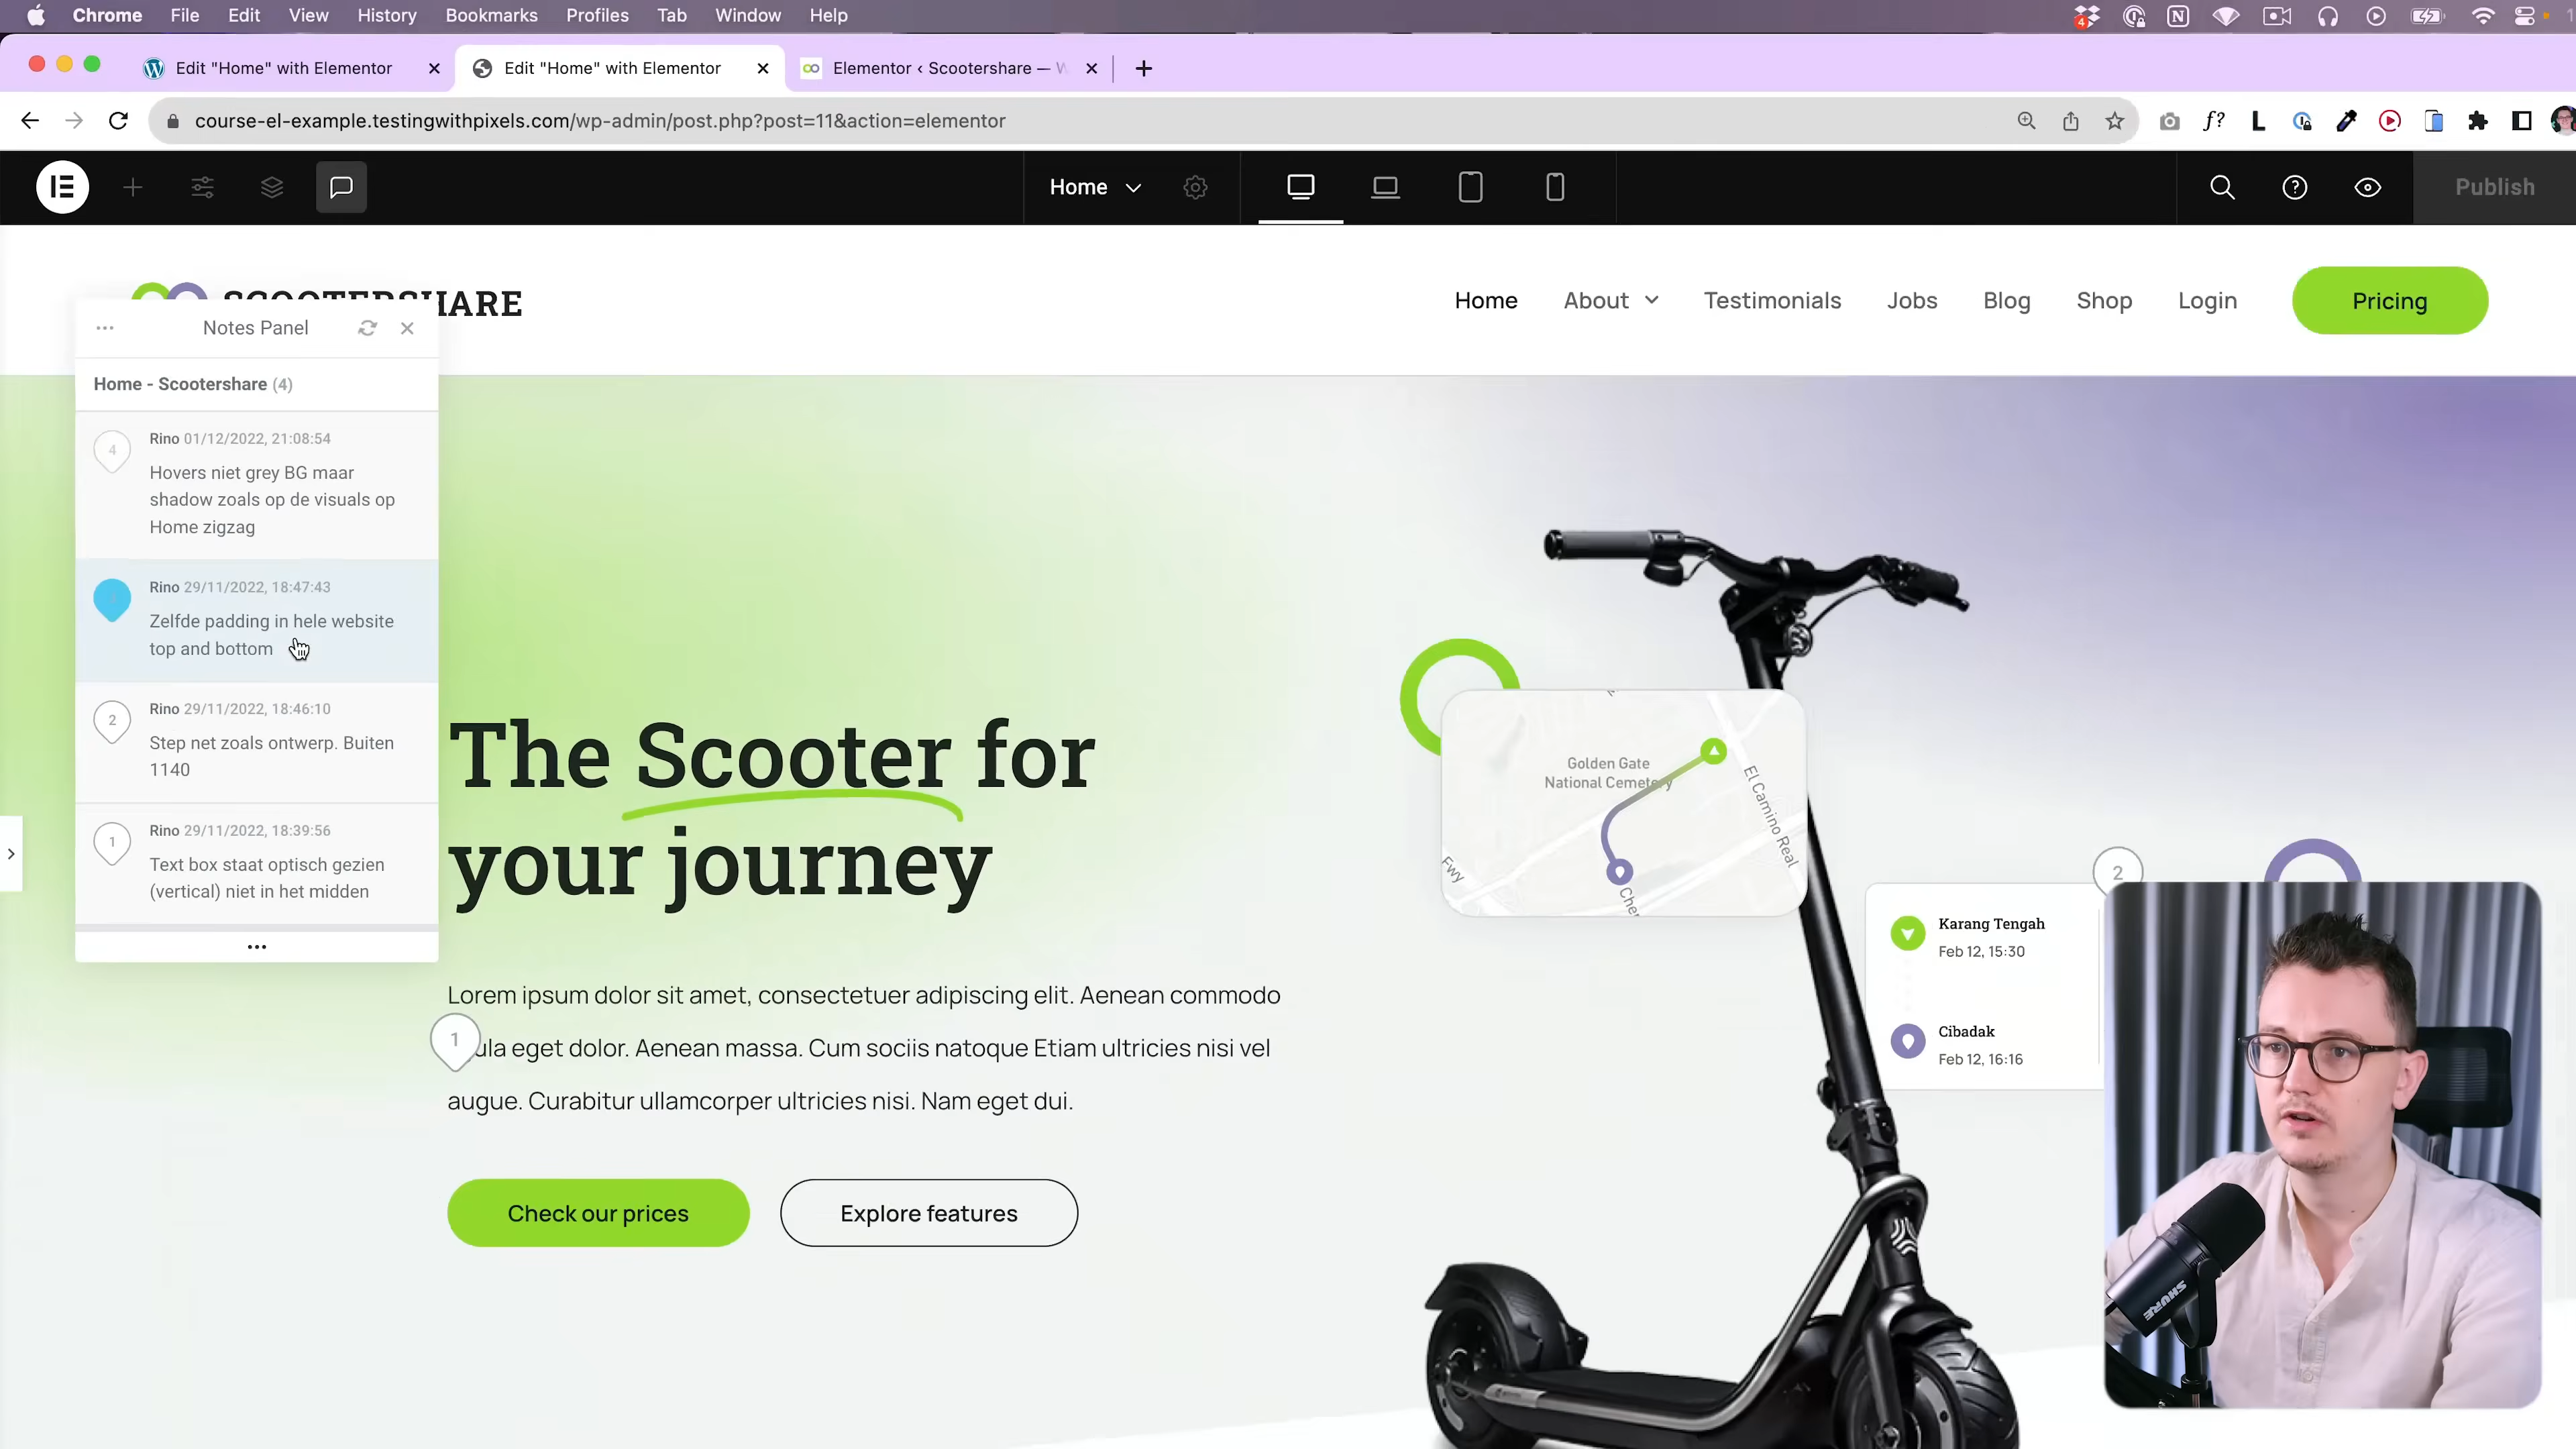 Chrome File Edit View History Bookmarks Profiles Tab Window Help
Edit "Home" with Elementor
Edit "Home" with Elementor
Elementor ‹ Scootershare — W
course-el-example.testingwithpixels.com/wp-admin/post.php?post=11&action=elementor
Home
Publish
SCOOTERSHARE
Home About Testimonials Jobs Blog Shop Login Pricing
Notes Panel
Home - Scootershare (4)
4
Rino 01/12/2022, 21:08:54
Hovers niet grey BG maar
shadow zoals op de visuals op
Home zigzag
Rino 29/11/2022, 18:47:43
Zelfde padding in hele website
top and bottom
2
Rino 29/11/2022, 18:46:10
Step net zoals ontwerp. Buiten
1140
1
Rino 29/11/2022, 18:39:56
Text box staat optisch gezien
(vertical) niet in het midden
The Scooter for
your journey
Lorem ipsum dolor sit amet, consectetuer adipiscing elit. Aenean commodo
1
ula eget dolor. Aenean massa. Cum sociis natoque Etiam ultricies nisi vel
augue. Curabitur ullamcorper ultricies nisi. Nam eget dui.
Check our prices
Explore features
Golden Gate
National Cemetery
El Camino Real
Fwy
Cher
2
Karang Tengah
Feb 12, 15:30
Cibadak
Feb 12, 16:16
SHURE